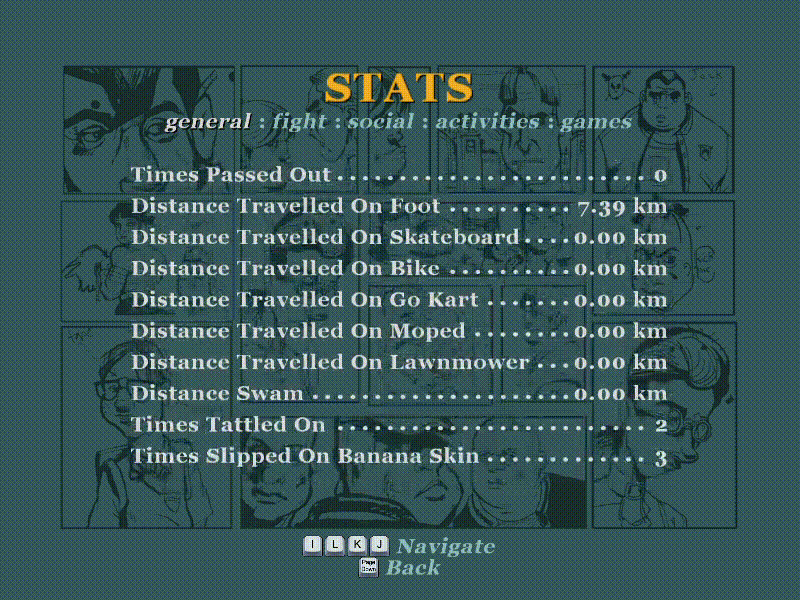 STATS
general : fight : social : activities : games
Times Passed Out ......................... 0
Distance Travelled On Foot .......... 7.39 km
Distance Travelled On Skateboard ....0.00 km
Distance Travelled On Bike ..........0.00 km
Distance Travelled On Go Kart .......0.00 km
Distance Travelled On Moped ........0.00 km
Distance Travelled On Lawnmower ...0.00 km
Distance Swam .....................0.00 km
Times Tattled On ........................ 2
Times Slipped On Banana Skin ............. 3
I L K J Navigate
Page Down Back